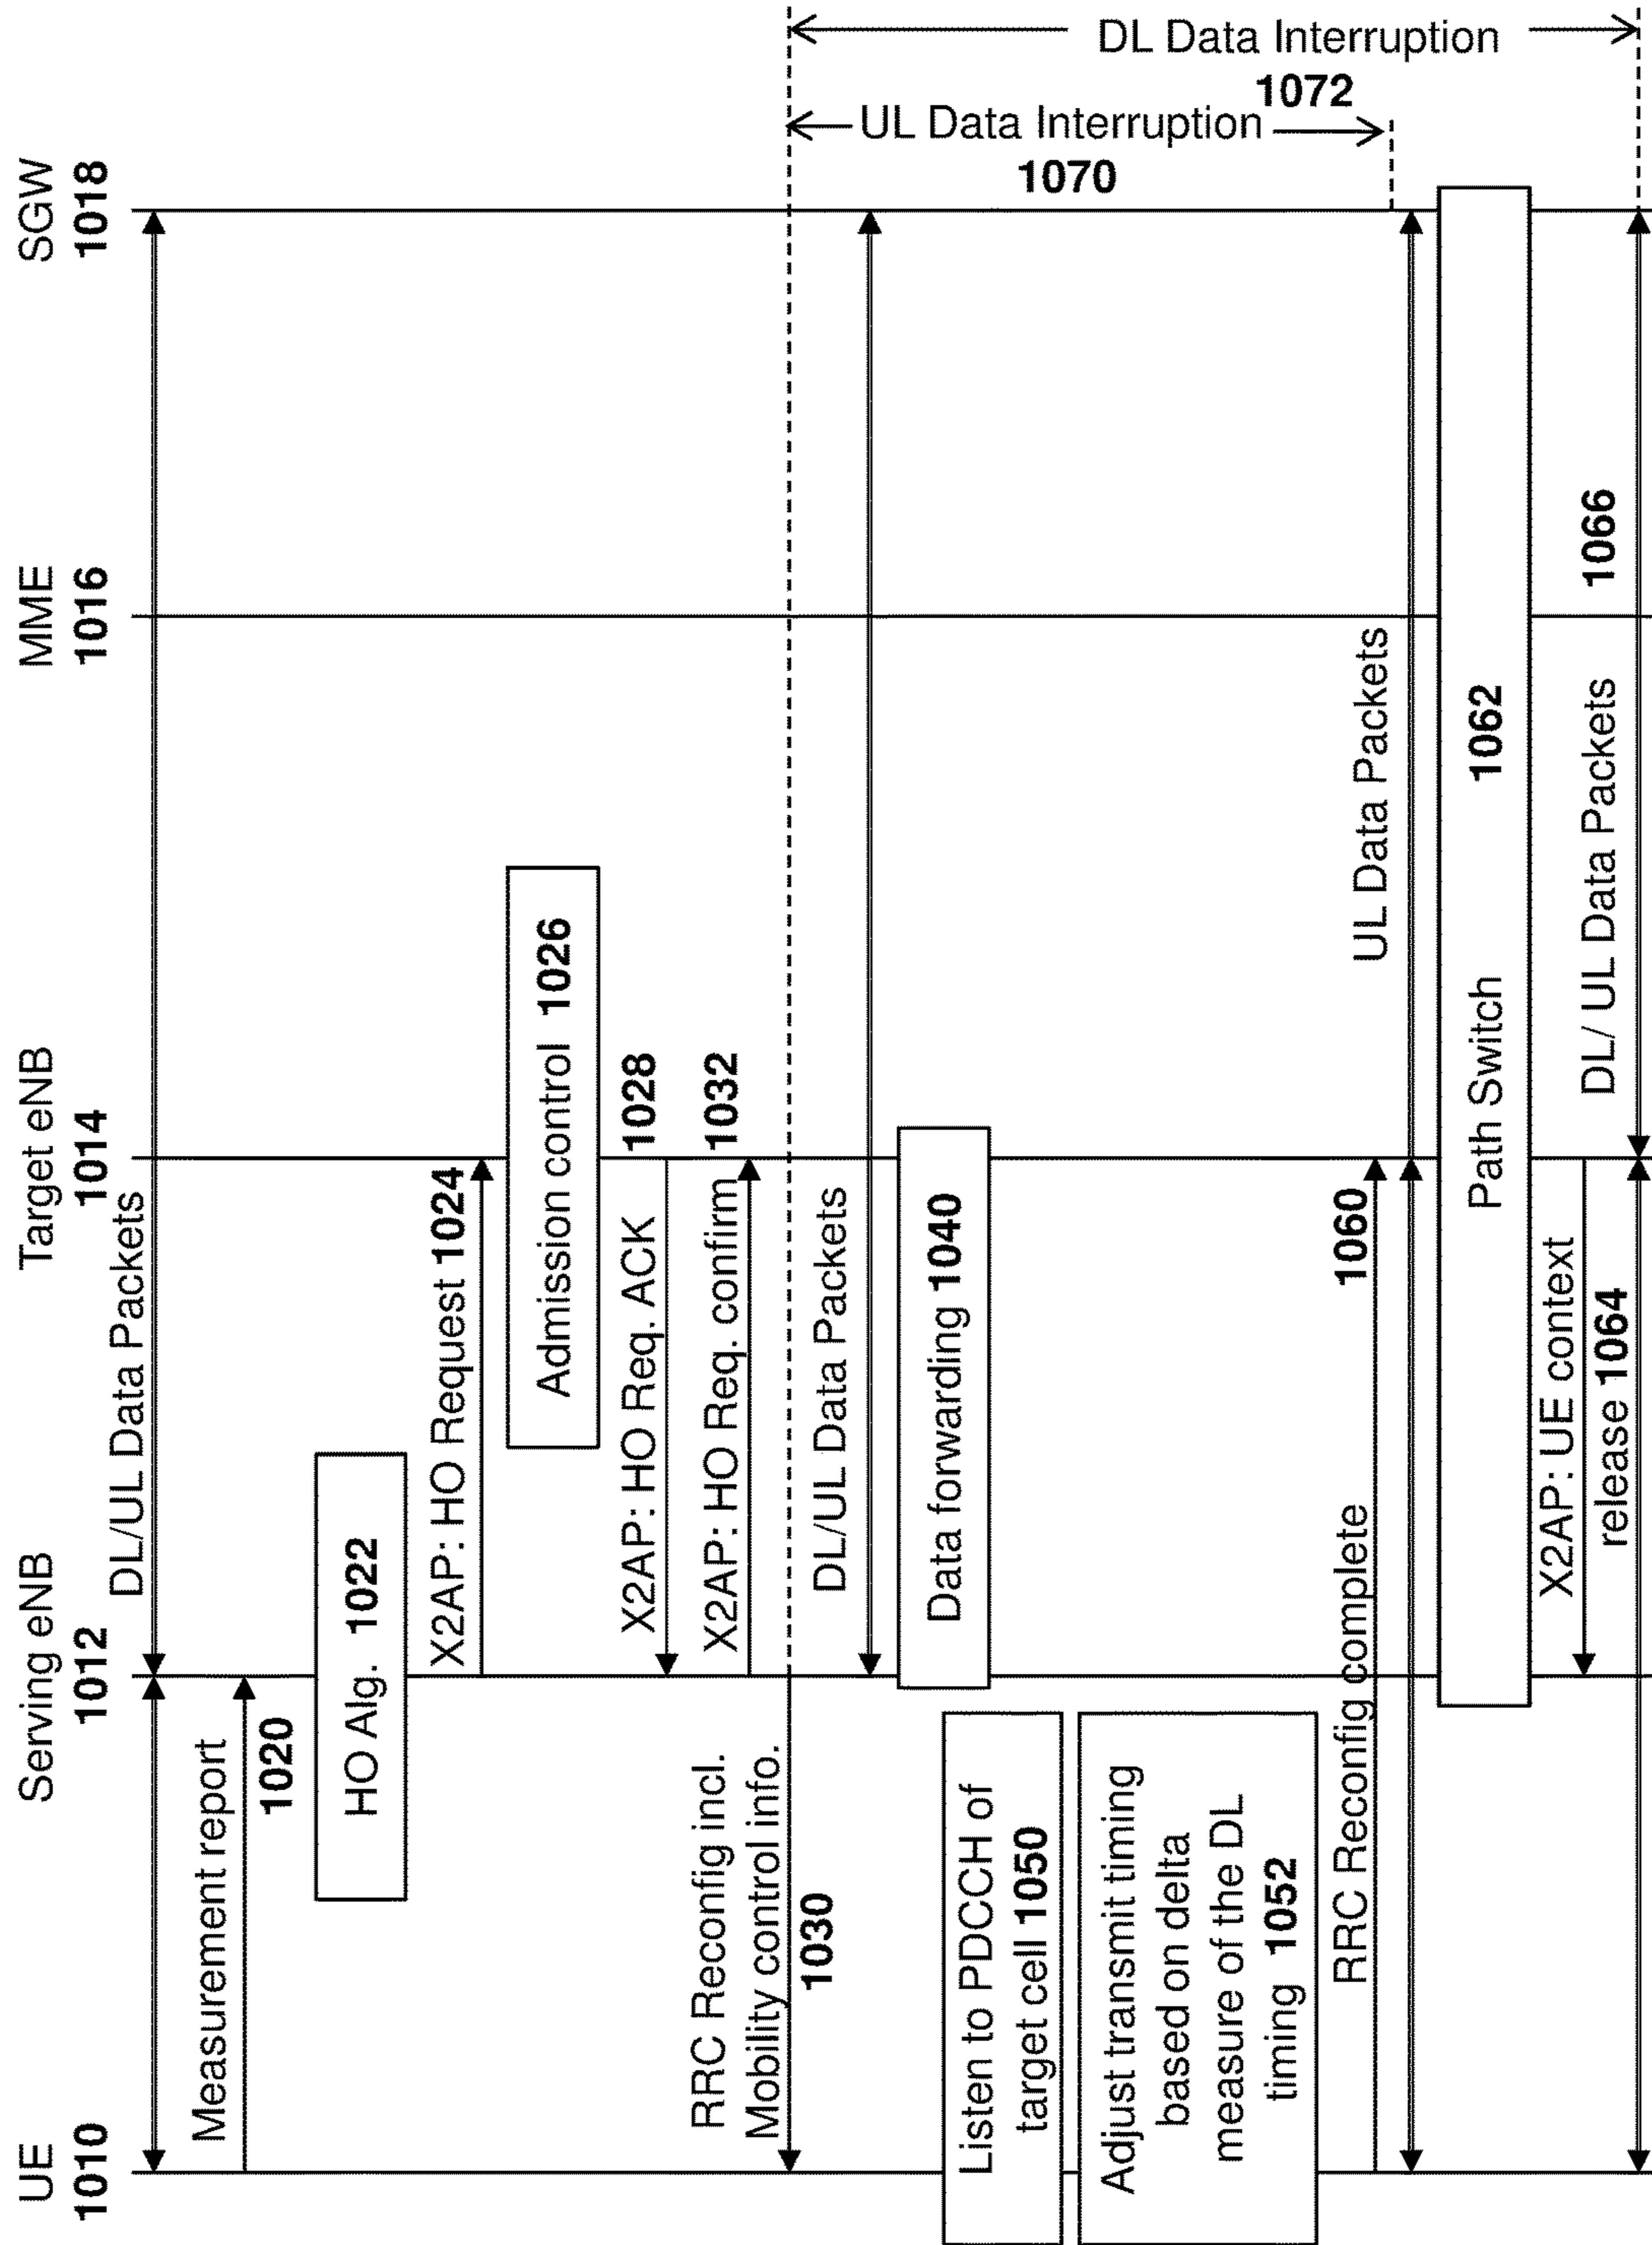 UE
1010
Serving eNB
1012
Target eNB
1014
MME
1016
SGW
1018
DL/UL Data Packets
Measurement report
1020
HO Alg. 1022
X2AP: HO Request 1024
Admission control 1026
X2AP: HO Req. ACK
1028
X2AP: HO Req. confirm
1032
RRC Reconfig incl.
Mobility control info.
1030
DL/UL Data Packets
Data forwarding 1040
Listen to PDCCH of
target cell 1050
Adjust transmit timing
based on delta
measure of the DL
timing 1052
RRC Reconfig complete
1060
UL Data Packets
Path Switch
1062
X2AP: UE context
release 1064
DL/ UL Data Packets
1066
UL Data Interruption
1070
DL Data Interruption
1072